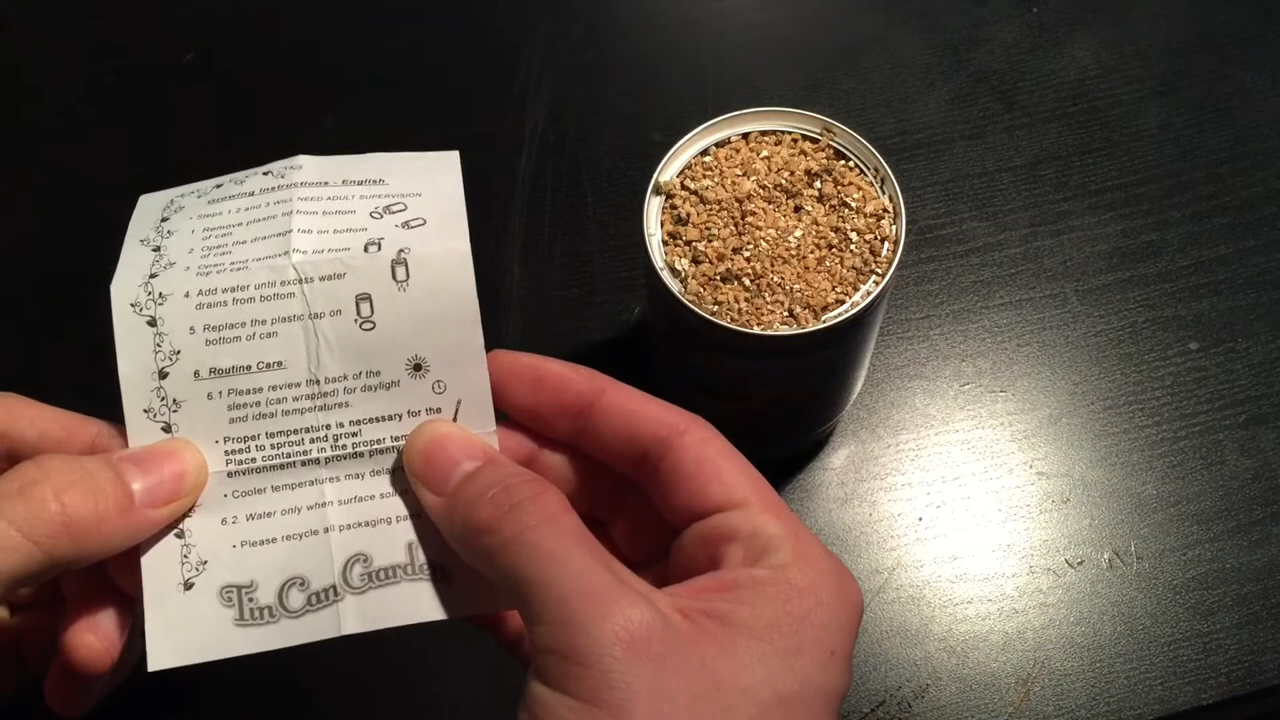 Growing Instructions - English
• Steps 1 2 and 3 WILL NEED ADULT SUPERVISION
1 Remove plastic lid from bottom
of can.
2 Open the drainage tab on bottom
of can.
3 Open and remove the lid from
top of can.
4. Add water until excess water
drains from bottom.
5. Replace the plastic cap on
bottom of can
6. Routine Care:
6.1 Please review the back of the
sleeve (can wrapped) for daylight
and ideal temperatures.
• Proper temperature is necessary for the
seed to sprout and grow!
Place container in the proper
environment and provide plenty
• Cooler temperatures may
6.2. Water only when surface
• Please recycle all packaging
Tin Can Garden